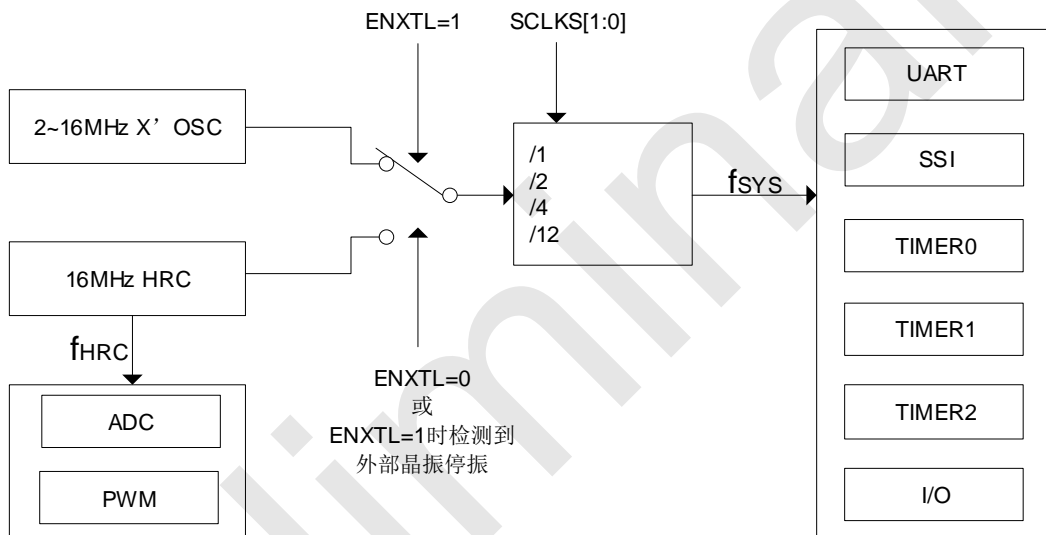 ENXTL=1
SCLKS[1:0]
2~16MHz X’ OSC
16MHz HRC
fHRC
ADC
PWM
/1
/2
/4
/12
fSYS
ENXTL=0
或
ENXTL=1时检测到
外部晶振停振
UART
SSI
TIMER0
TIMER1
TIMER2
I/O